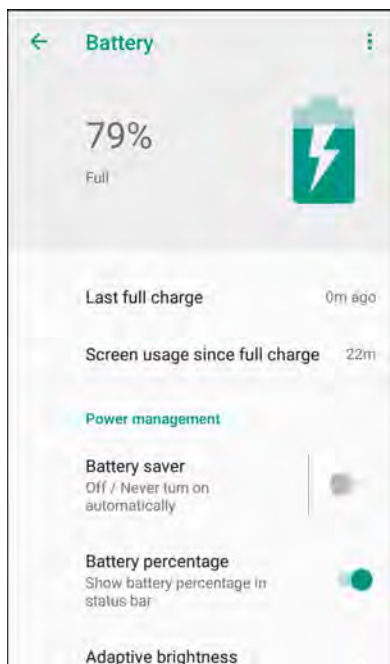 Battery
79%
Full
Last full charge 0m ago
Screen usage since full charge 22m
Power management
Battery saver
Off / Never turn on
automatically
Battery percentage
Show battery percentage in
status bar
Adaptive brightness